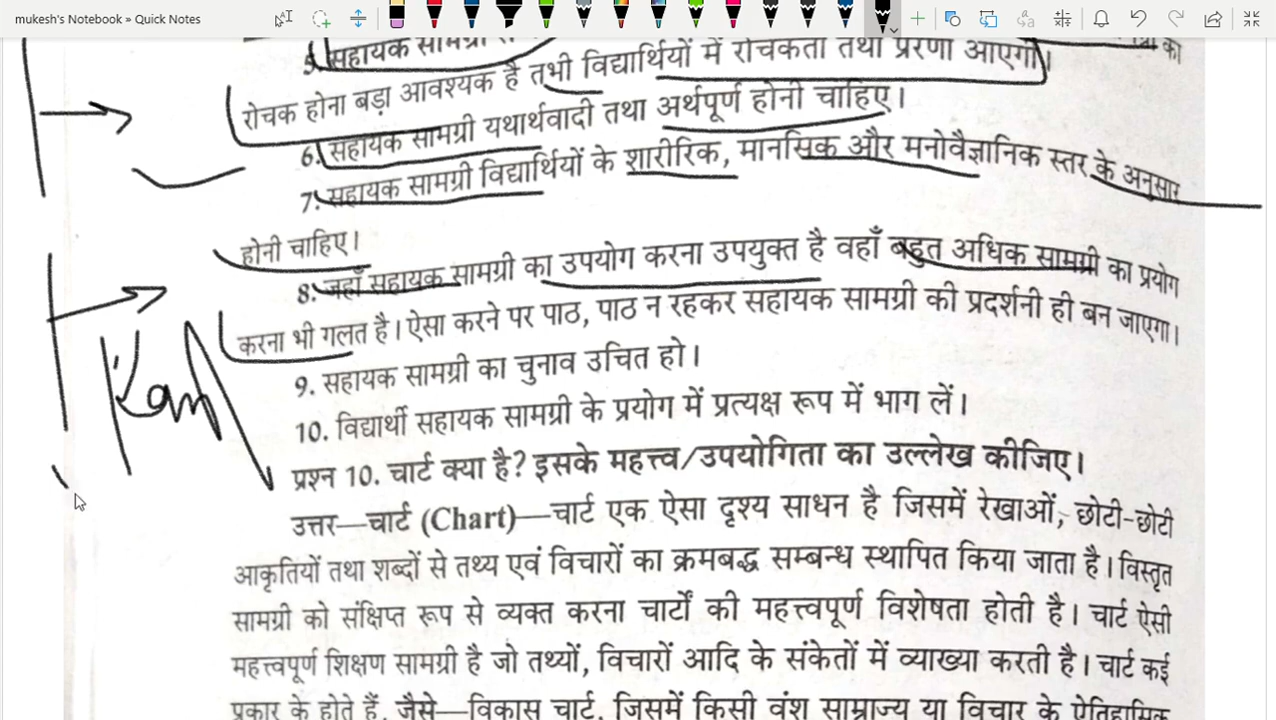 mukesh's Notebook » Quick Notes
5. सहायक सामग्री
रोचक होना बड़ा आवश्यक है तभी विद्यार्थियों में रोचकता तथा प्रेरणा आएगी।
6. सहायक सामग्री यथार्थवादी तथा अर्थपूर्ण होनी चाहिए।
7. सहायक सामग्री विद्यार्थियों के शारीरिक, मानसिक और मनोवैज्ञानिक स्तर के अनुसार
होनी चाहिए।
8. जहाँ सहायक सामग्री का उपयोग करना उपयुक्त है वहाँ बहुत अधिक सामग्री का प्रयोग
करना भी गलत है। ऐसा करने पर पाठ, पाठ न रहकर सहायक सामग्री की प्रदर्शनी ही बन जाएगा।
9. सहायक सामग्री का चुनाव उचित हो।
10. विद्यार्थी सहायक सामग्री के प्रयोग में प्रत्यक्ष रूप में भाग लें।
प्रश्न 10. चार्ट क्या है? इसके महत्त्व/उपयोगिता का उल्लेख कीजिए।
उत्तर—चार्ट (Chart)—चार्ट एक ऐसा दृश्य साधन है जिसमें रेखाओं, छोटी-छोटी
आकृतियों तथा शब्दों से तथ्य एवं विचारों का क्रमबद्ध सम्बन्ध स्थापित किया जाता है। विस्तृत
सामग्री को संक्षिप्त रूप से व्यक्त करना चार्टों की महत्त्वपूर्ण विशेषता होती है। चार्ट ऐसी
महत्त्वपूर्ण शिक्षण सामग्री है जो तथ्यों, विचारों आदि के संकेतों में व्याख्या करती है। चार्ट कई
प्रकार के होते हैं, जैसे—विकास चार्ट, जिसमें किसी वंश साम्राज्य या विचार के ऐतिहासिक